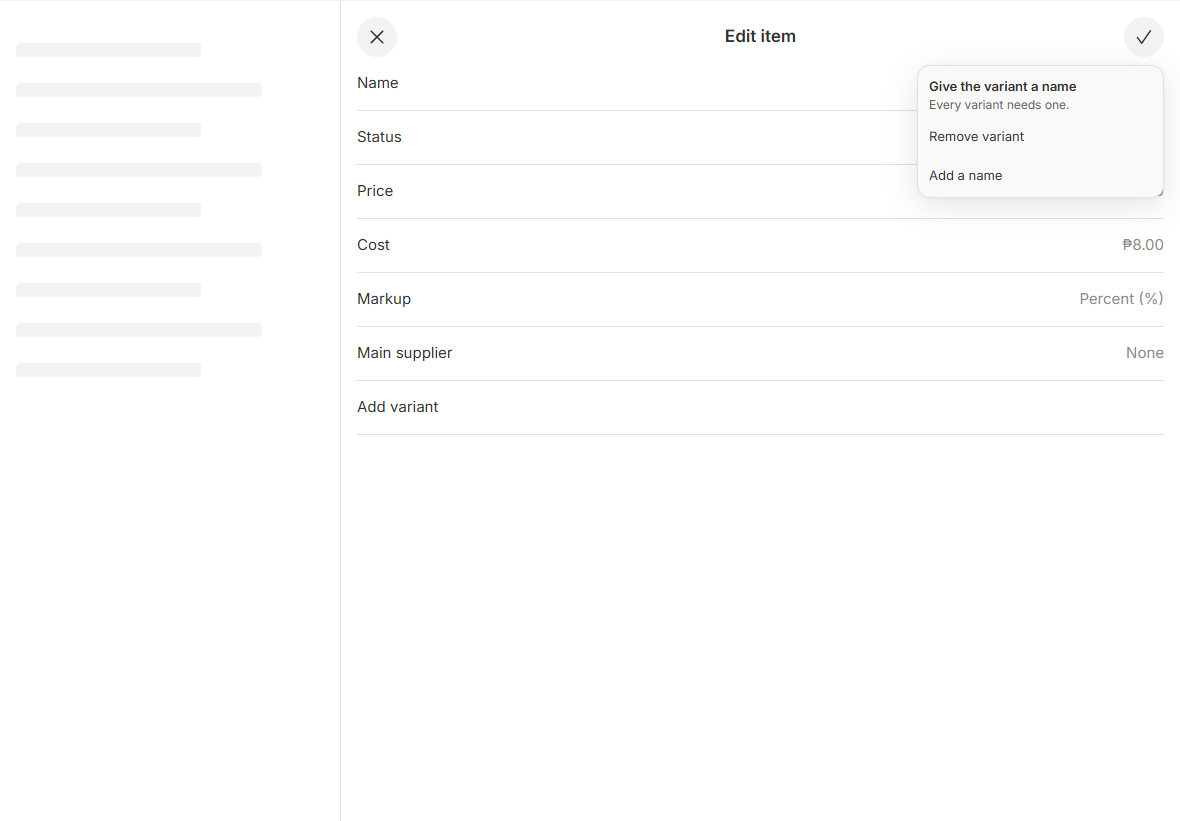 Edit item
Name
Give the variant a name
Every variant needs one.
Remove variant
Add a name
Status
Price
Cost
₱8.00
Markup
Percent (%)
Main supplier
None
Add variant